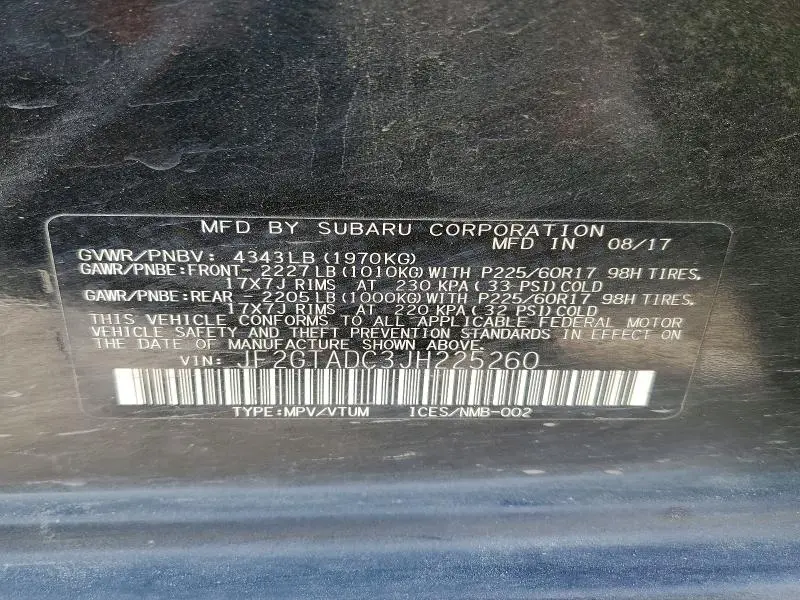 MFD BY SUBARU CORPORATION
MFD IN 08/17
GVWR/PNBV: 4343LB (1970KG)
GAWR/PNBE:FRONT- 2227LB(1010KG)WITH P225/60R17 98H TIRES,
17X7J RIMS AT 230 KPA( 33-PSI)COLD
GAWR/PNBE:REAR - 2205LB(1000KG)WITH P225/60R17 98H TIRES,
17X7J RIMS AT 220 KPA(32 PSI)COLD
THIS VEHICLE CONFORMS TO ALL APPLICABLE FEDERAL MOTOR
VEHICLE SAFETY AND THEFT PREVENTION STANDARDS IN EFFECT ON
THE DATE OF MANUFACTURE SHOWN ABOVE.
VIN: JF2GTADC3JH225260
TYPE:MPV/VTUM ICES/NMB-002